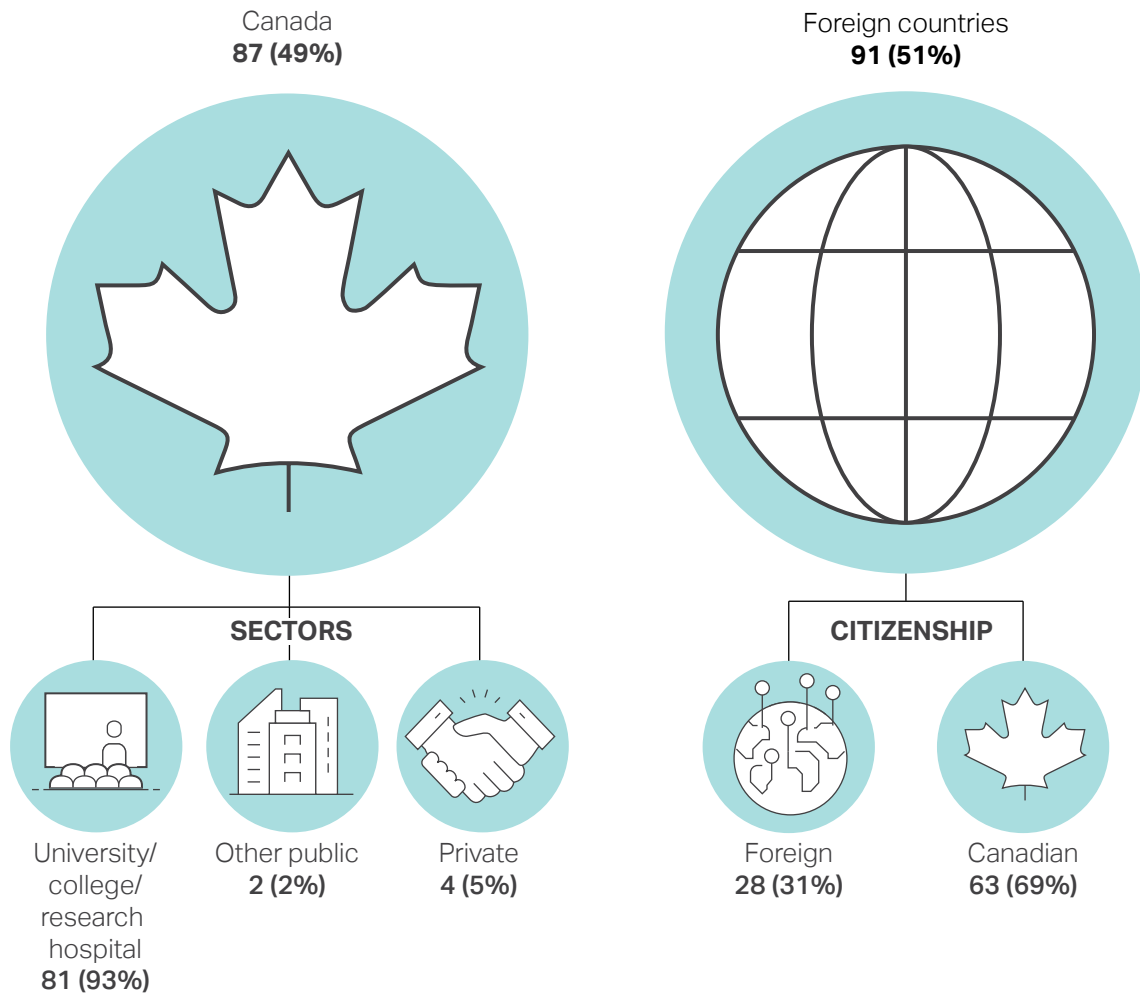 Canada
87 (49%)
Foreign countries
91 (51%)
SECTORS
University/
college/
research
hospital
81 (93%)
Other public
2 (2%)
Private
4 (5%)
CITIZENSHIP
Foreign
28 (31%)
Canadian
63 (69%)